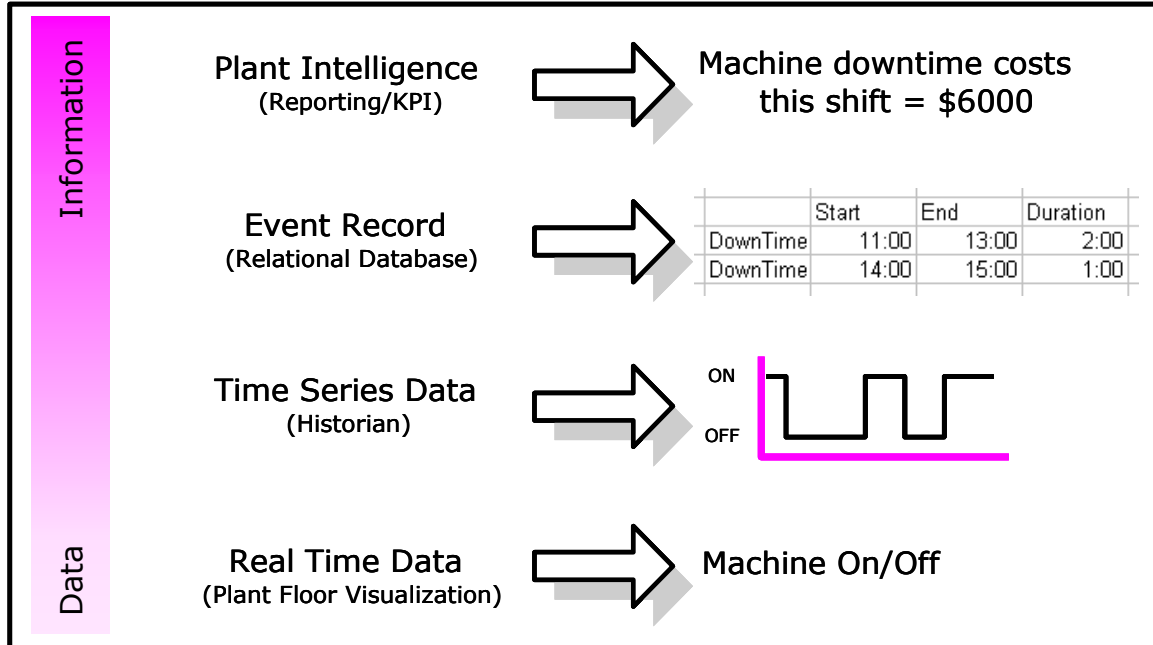 Information
Plant Intelligence
(Reporting/KPI)
Machine downtime costs
this shift = $6000
Event Record
(Relational Database)
Start End Duration
DownTime 11:00 13:00 2:00
DownTime 14:00 15:00 1:00
Time Series Data
(Historian)
ON
OFF
Data
Real Time Data
(Plant Floor Visualization)
Machine On/Off